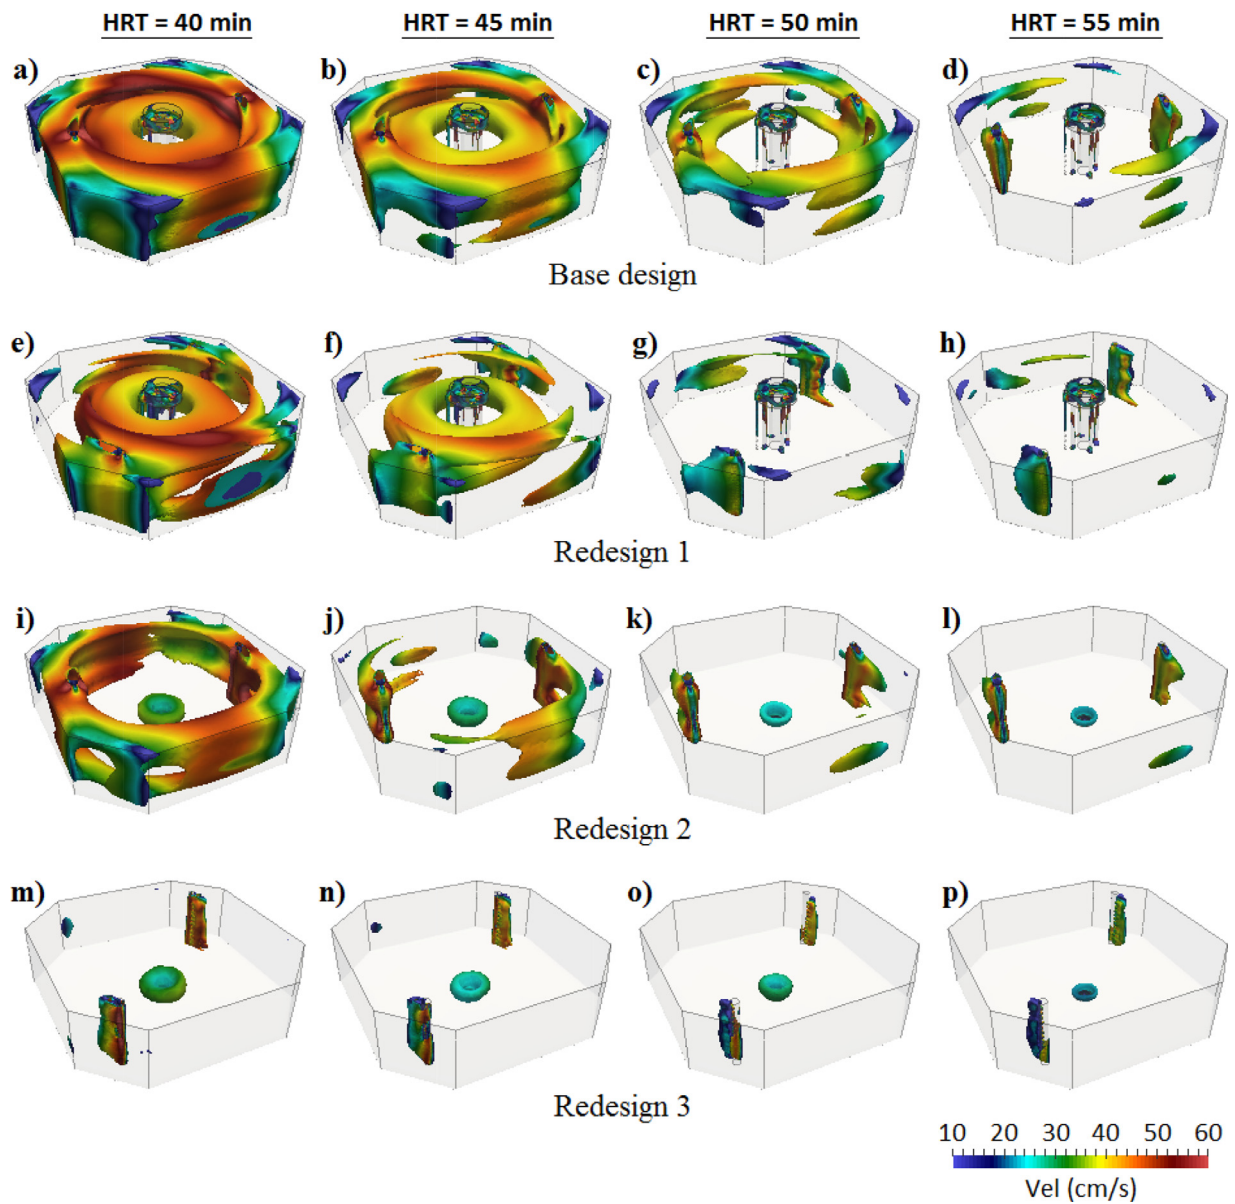 HRT = 40 min HRT = 45 min HRT = 50 min HRT = 55 min
a) b) c) d)
Base design
e) f) g) h)
Redesign 1
i) j) k) l)
Redesign 2
m) n) o) p)
Redesign 3
10 20 30 40 50 60
Vel (cm/s)